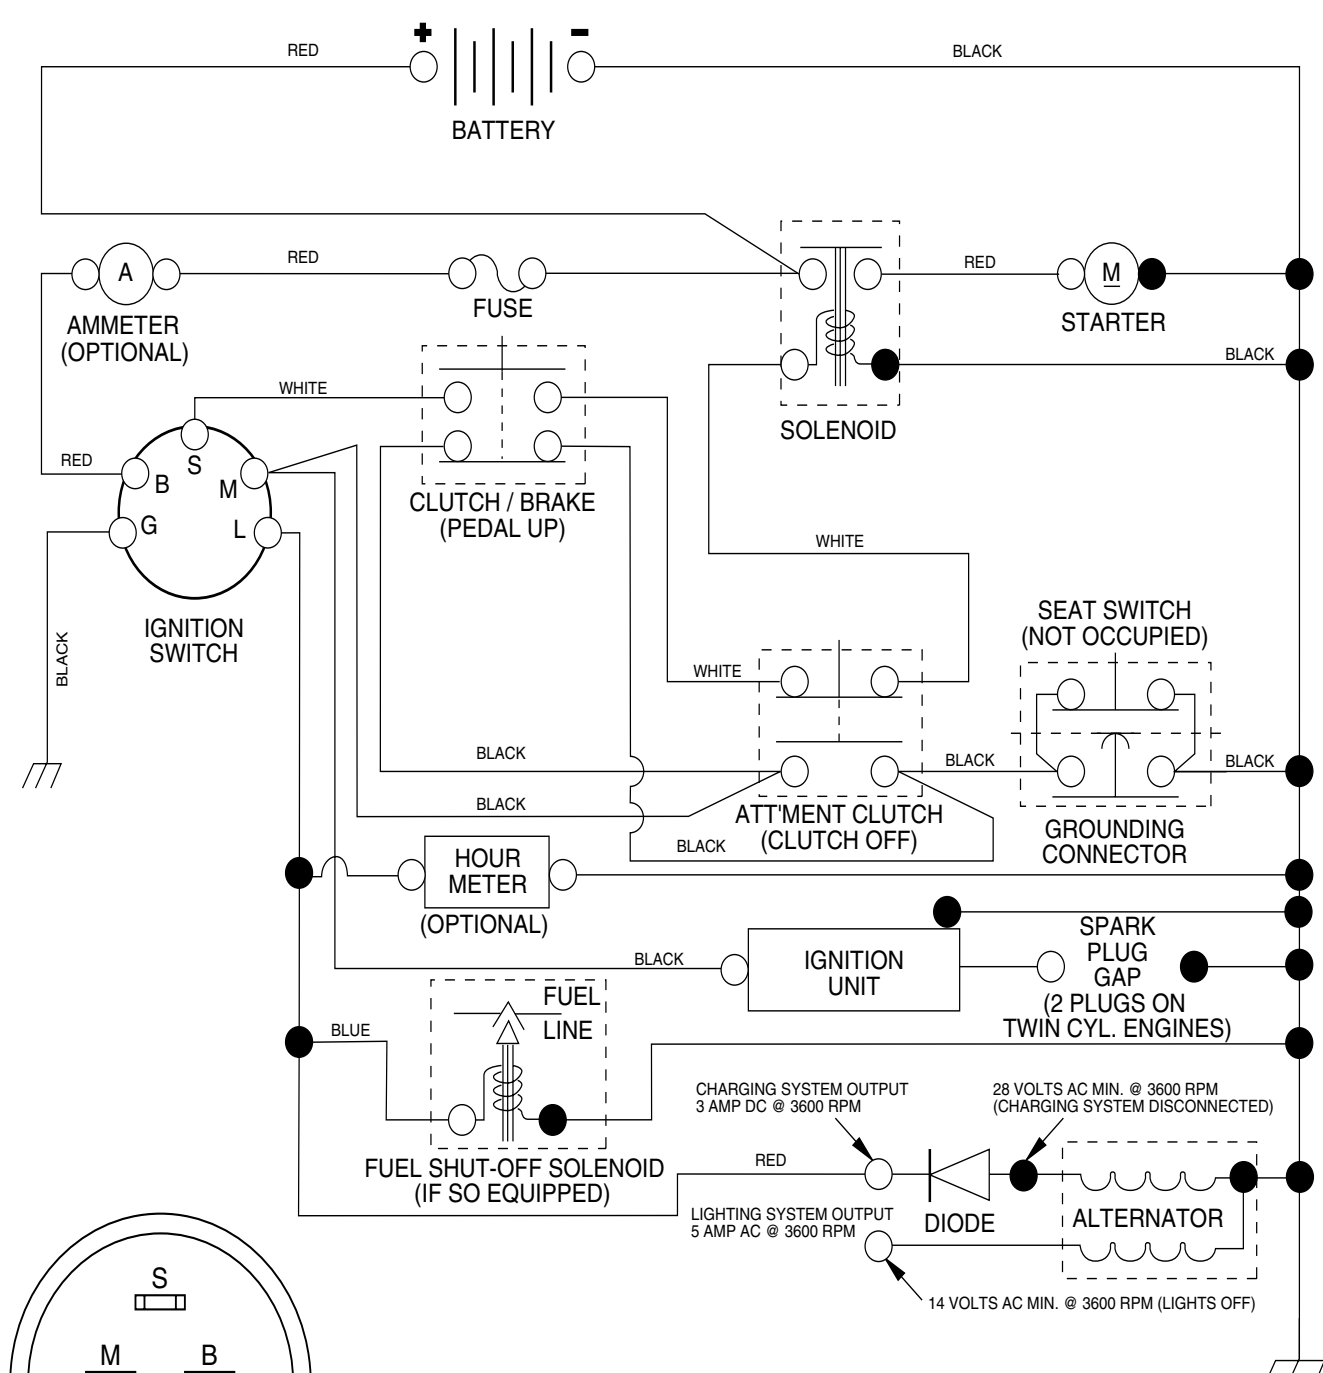 + −
RED
BLACK
BATTERY
A
RED
FUSE
RED
M
STARTER
AMMETER
(OPTIONAL)
BLACK
WHITE
SOLENOID
RED
S
B
M
G
L
CLUTCH / BRAKE
(PEDAL UP)
WHITE
IGNITION
SWITCH
BLACK
SEAT SWITCH
(NOT OCCUPIED)
WHITE
BLACK
BLACK
BLACK
BLACK
ATT'MENT CLUTCH
(CLUTCH OFF)
GROUNDING
CONNECTOR
BLACK
HOUR
METER
(OPTIONAL)
BLACK
IGNITION
UNIT
SPARK
PLUG
GAP
(2 PLUGS ON
TWIN CYL. ENGINES)
FUEL
LINE
BLUE
FUEL SHUT-OFF SOLENOID
(IF SO EQUIPPED)
CHARGING SYSTEM OUTPUT
3 AMP DC @ 3600 RPM
28 VOLTS AC MIN. @ 3600 RPM
(CHARGING SYSTEM DISCONNECTED)
RED
DIODE
ALTERNATOR
LIGHTING SYSTEM OUTPUT
5 AMP AC @ 3600 RPM
14 VOLTS AC MIN. @ 3600 RPM (LIGHTS OFF)
S
M B